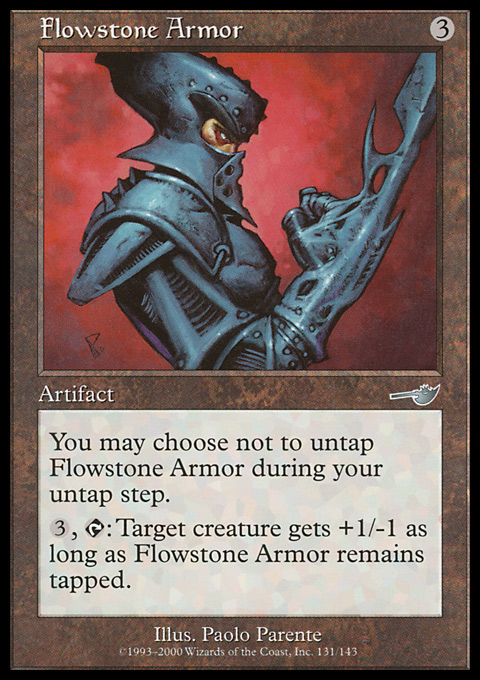 Flowstone Armor 3
Artifact
You may choose not to untap
Flowstone Armor during your
untap step.
3, : Target creature gets +1/-1 as
long as Flowstone Armor remains
tapped.
Illus. Paolo Parente
©1993-2000 Wizards of the Coast, Inc. 131/143